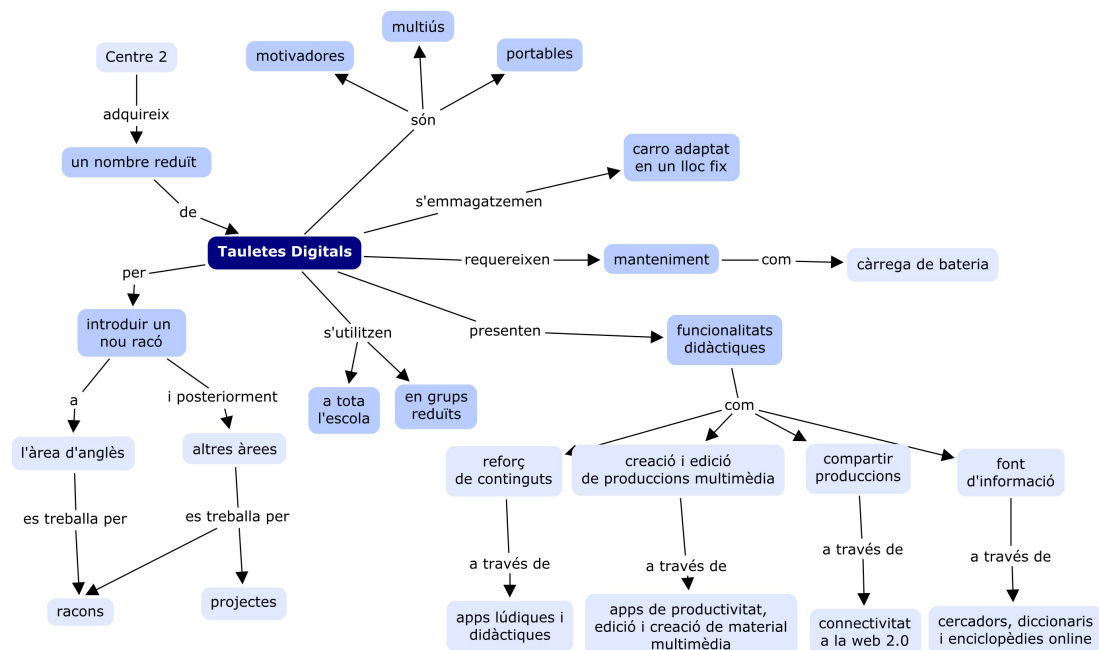 multiús
motivadores
portables
Centre 2
adquireix
són
un nombre reduït
carro adaptat
en un lloc fix
s'emmagatzemen
de
Tauletes Digitals
requereixen
manteniment
com
càrrega de bateria
per
introduir un
nou racó
s'utilitzen
presenten
funcionalitats
didàctiques
a
i posteriorment
a tota
l'escola
en grups
reduïts
com
l'àrea d'anglès
altres àrees
reforç
de continguts
creació i edició
de produccions multimèdia
compartir
produccions
font
d'informació
es treballa per
es treballa per
a través de
a través de
a través de
a través de
racons
projectes
apps lúdiques i
didàctiques
apps de productivitat,
edició i creació de material
multimèdia
connectivitat
a la web 2.0
cercadors, diccionaris
i enciclopèdies online